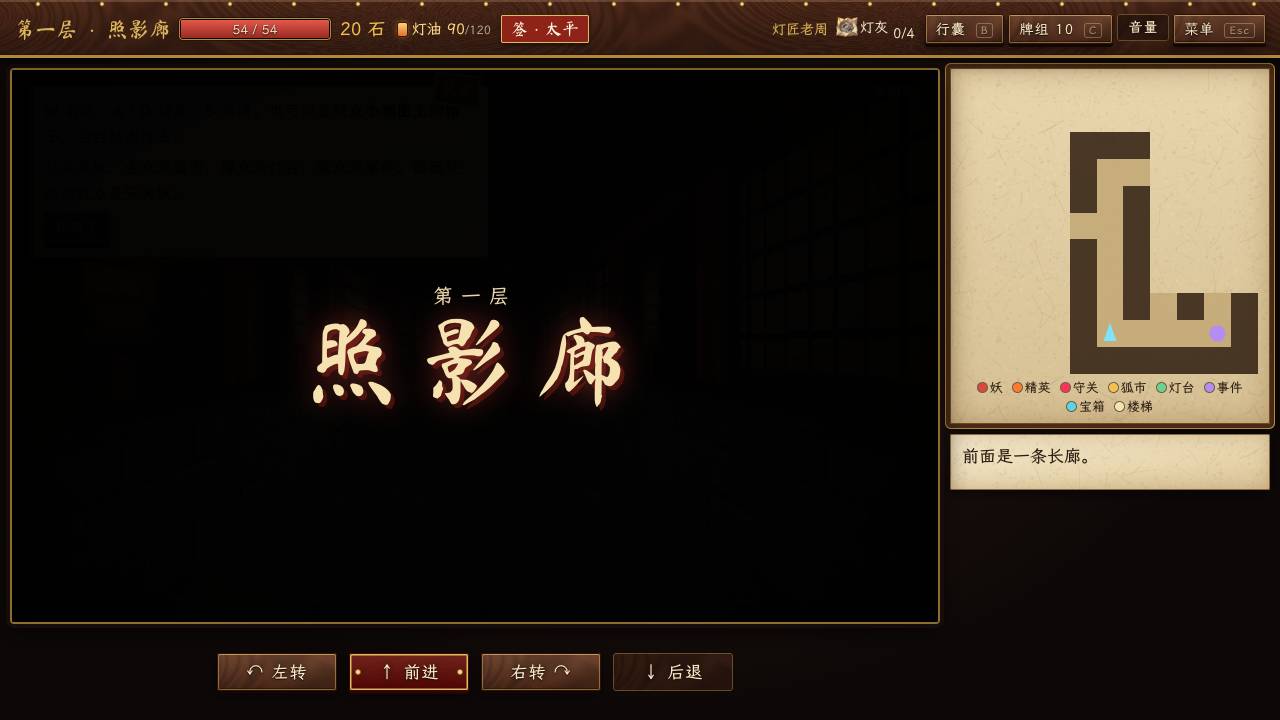 第一层 · 照影廊 54 / 54 20 石 灯油 90/120 签 · 太平 灯匠老周 灯灰 0/4 行囊 B 牌组 10 C 音量 菜单 Esc
第一层
照影廊
妖 精英 守关 狐市 灯台 事件
宝箱 楼梯
前面是一条长廊。
↶ 左转 ↑ 前进 右转 ↷ ↓ 后退